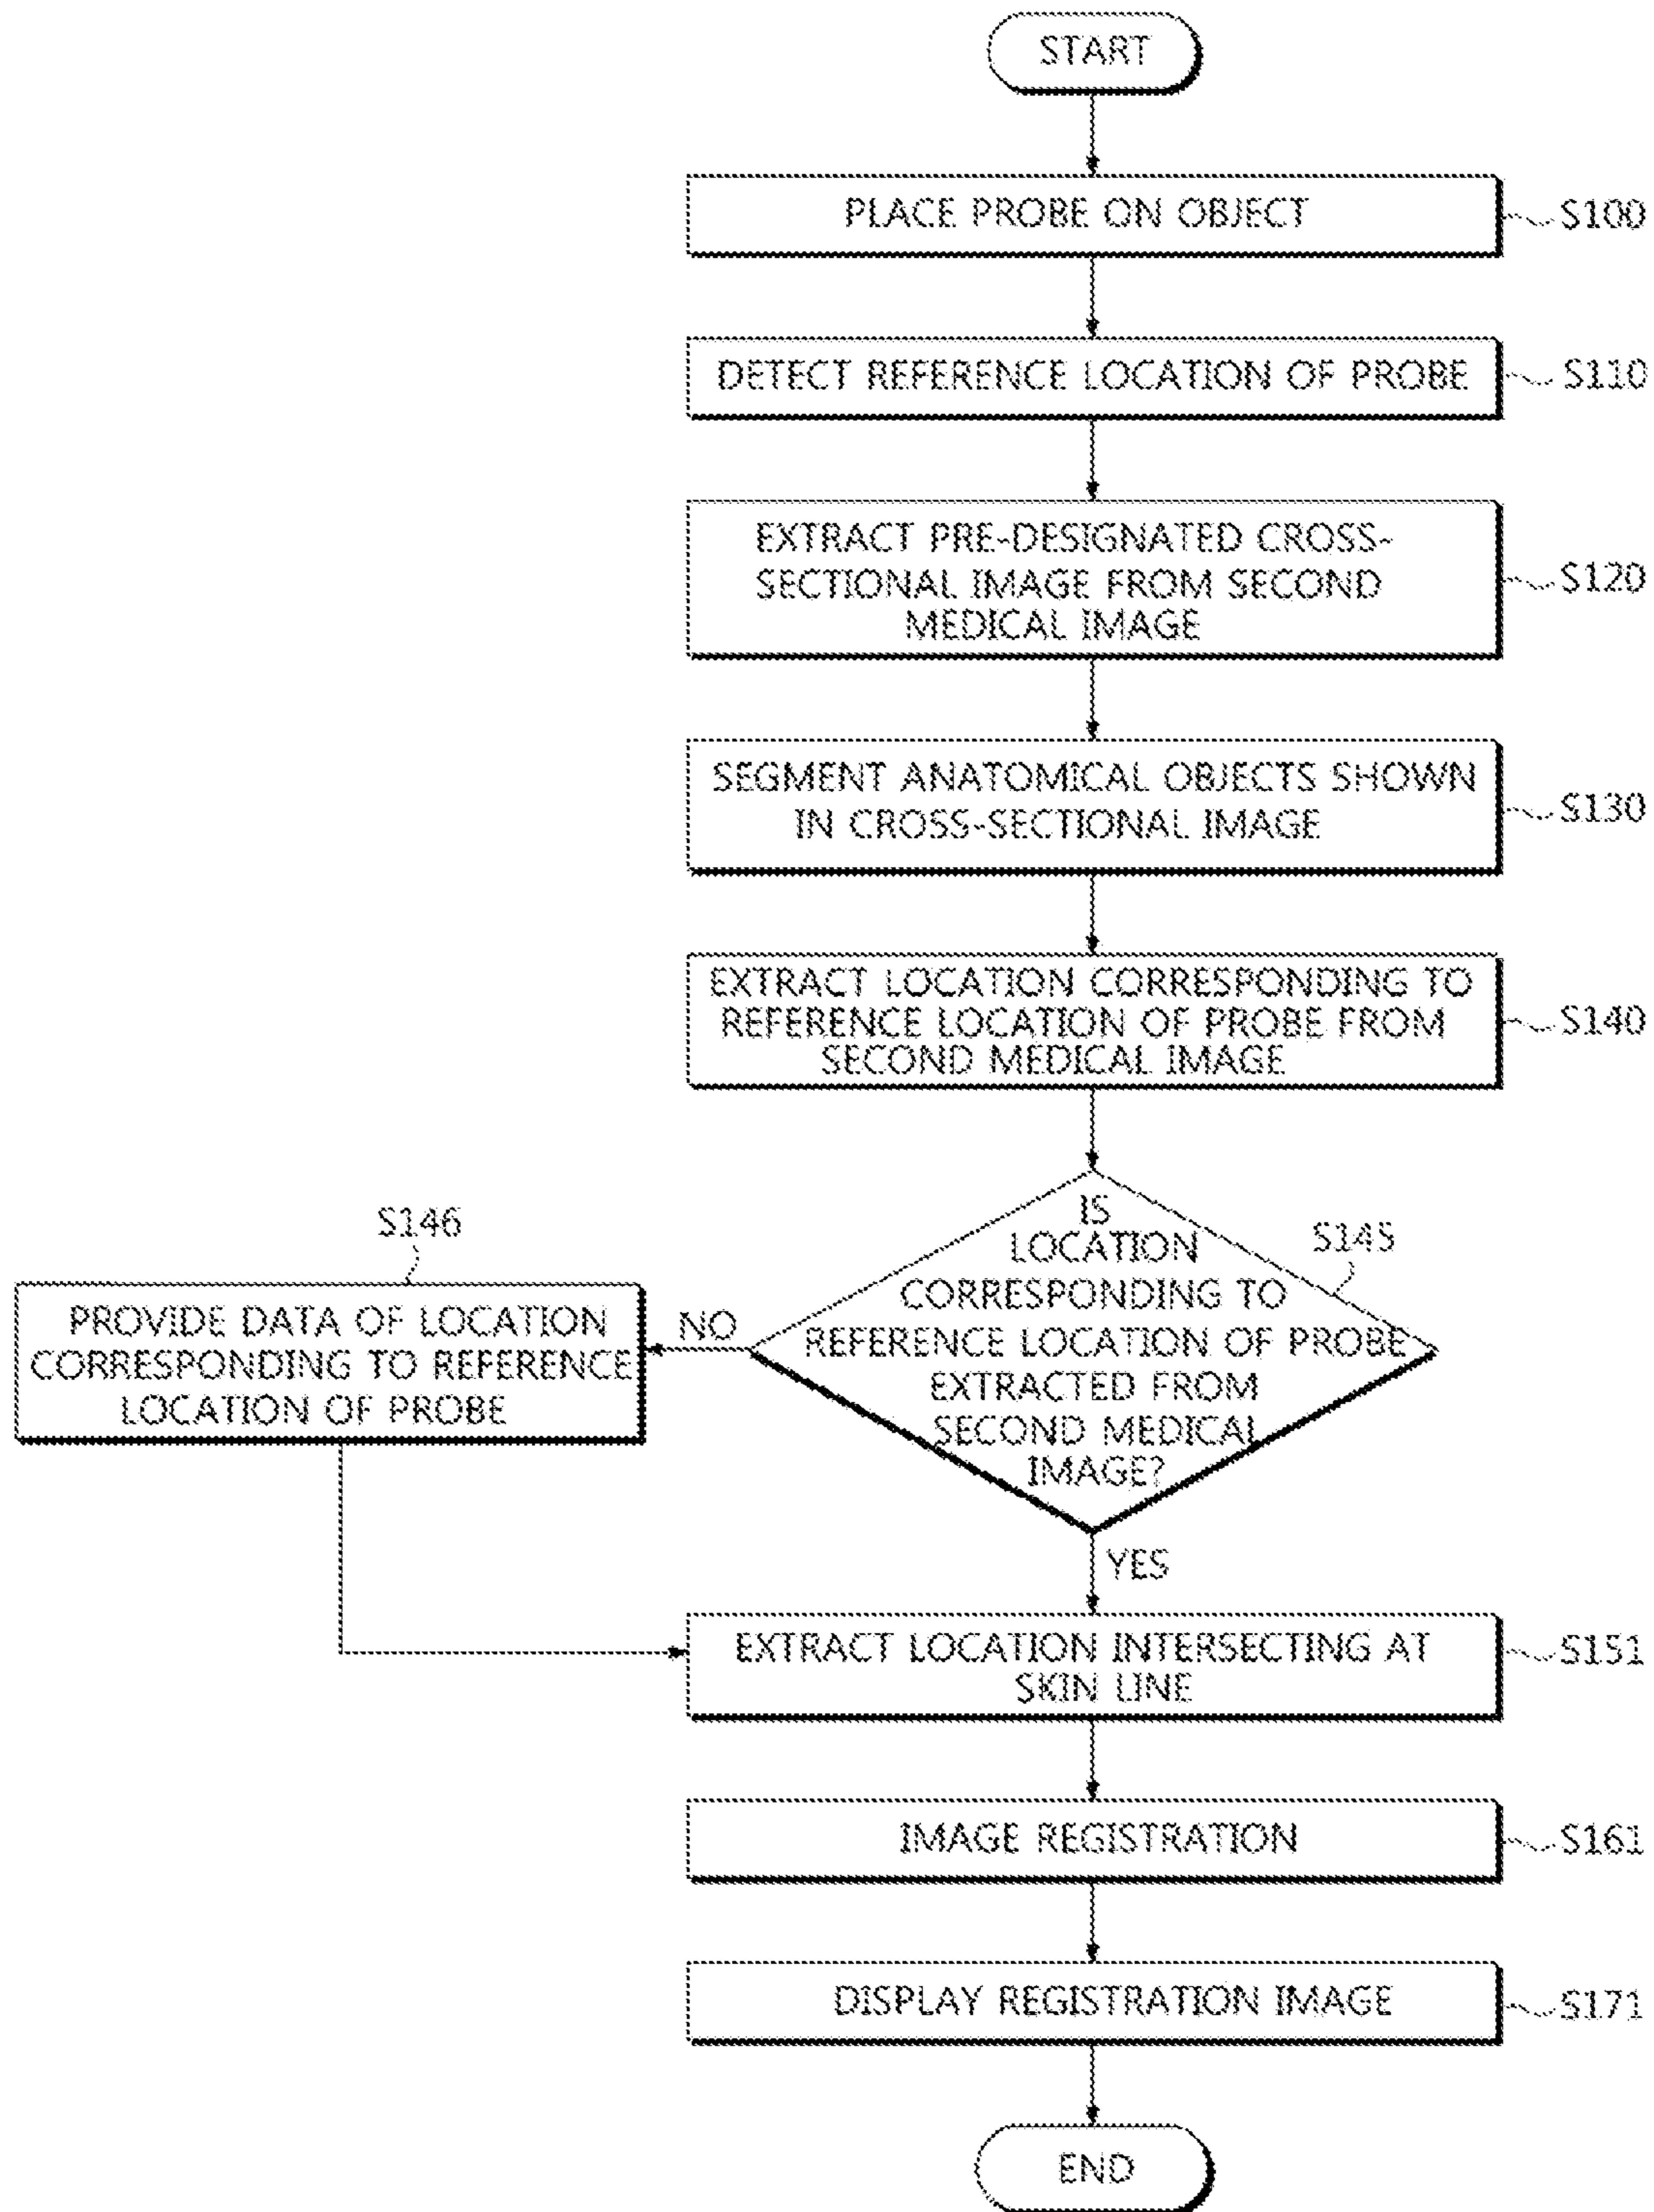 START
PLACE PROBE ON OBJECT
S100
DETECT REFERENCE LOCATION OF PROBE
S110
EXTRACT PRE-DESIGNATED CROSS-
SECTIONAL IMAGE FROM SECOND
MEDICAL IMAGE
S120
SEGMENT ANATOMICAL OBJECTS SHOWN
IN CROSS-SECTIONAL IMAGE
S130
EXTRACT LOCATION CORRESPONDING TO
REFERENCE LOCATION OF PROBE FROM
SECOND MEDICAL IMAGE
S140
IS
LOCATION
CORRESPONDING TO
REFERENCE LOCATION OF PROBE
EXTRACTED FROM
SECOND MEDICAL
IMAGE?
S145
NO
S146
PROVIDE DATA OF LOCATION
CORRESPONDING TO REFERENCE
LOCATION OF PROBE
YES
EXTRACT LOCATION INTERSECTING AT
SKIN LINE
S151
IMAGE REGISTRATION
S161
DISPLAY REGISTRATION IMAGE
S171
END